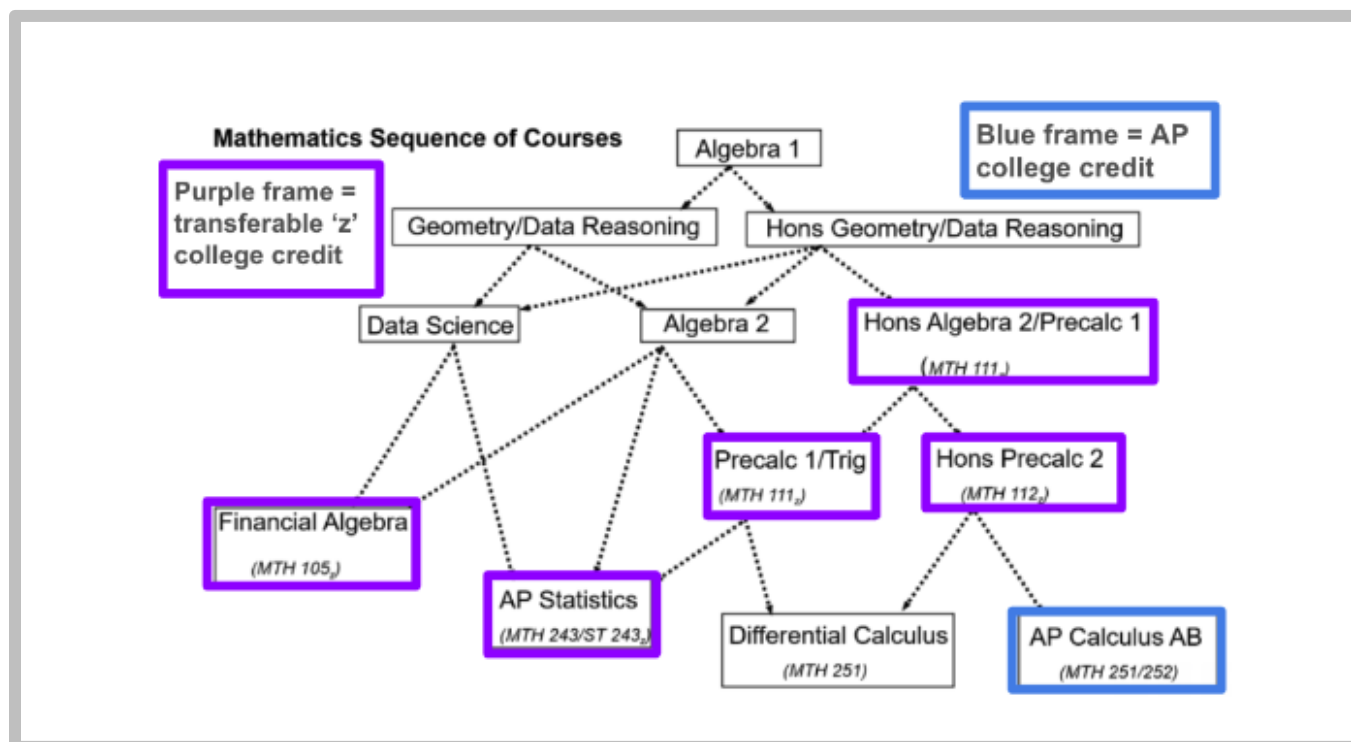 Mathematics Sequence of Courses
Algebra 1
Blue frame = AP
college credit
Purple frame =
transferable ‘z’
college credit
Geometry/Data Reasoning
Hons Geometry/Data Reasoning
Data Science
Algebra 2
Hons Algebra 2/Precalc 1
(MTH 111z)
Precalc 1/Trig
(MTH 111z)
Hons Precalc 2
(MTH 112z)
Financial Algebra
(MTH 105z)
AP Statistics
(MTH 243/ST 243z)
Differential Calculus
(MTH 251)
AP Calculus AB
(MTH 251/252)